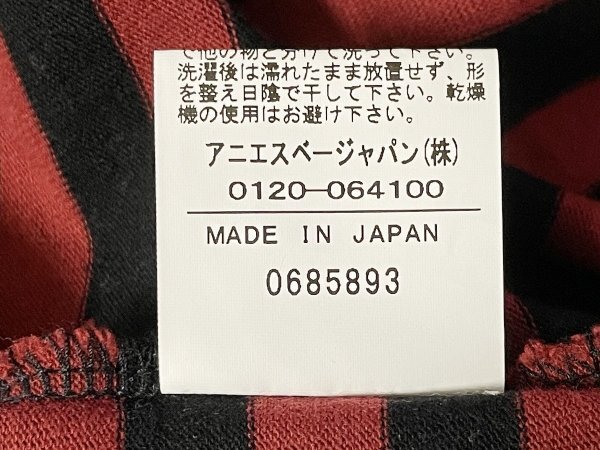 で他の物と分けて洗って下さい。
洗濯後は濡れたまま放置せず、形
を整え日陰で干して下さい。乾燥
機の使用はお避け下さい。
アニエスベージャパン(株)
0120-064100
MADE IN JAPAN
0685893